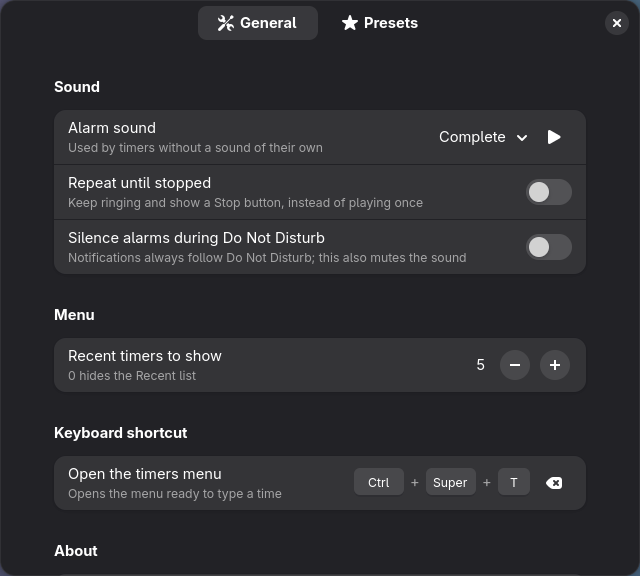 General
Presets
Sound
Alarm sound
Used by timers without a sound of their own
Complete
Repeat until stopped
Keep ringing and show a Stop button, instead of playing once
Silence alarms during Do Not Disturb
Notifications always follow Do Not Disturb; this also mutes the sound
Menu
Recent timers to show
0 hides the Recent list
5
Keyboard shortcut
Open the timers menu
Opens the menu ready to type a time
Ctrl + Super + T
About